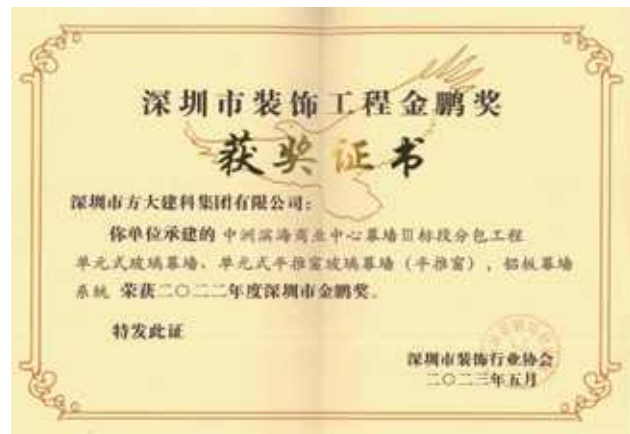 深圳市装饰工程金鹏奖
获奖证书
深圳市方大建科集团有限公司：
你单位承建的 中洲滨海商业中心幕墙Ⅲ标段分包工程
单元式玻璃幕墙、单元式平推窗玻璃幕墙（平推窗），铝板幕墙
系统 荣获二〇二二年度深圳市金鹏奖。
特发此证
深圳市装饰行业协会
二〇二三年五月